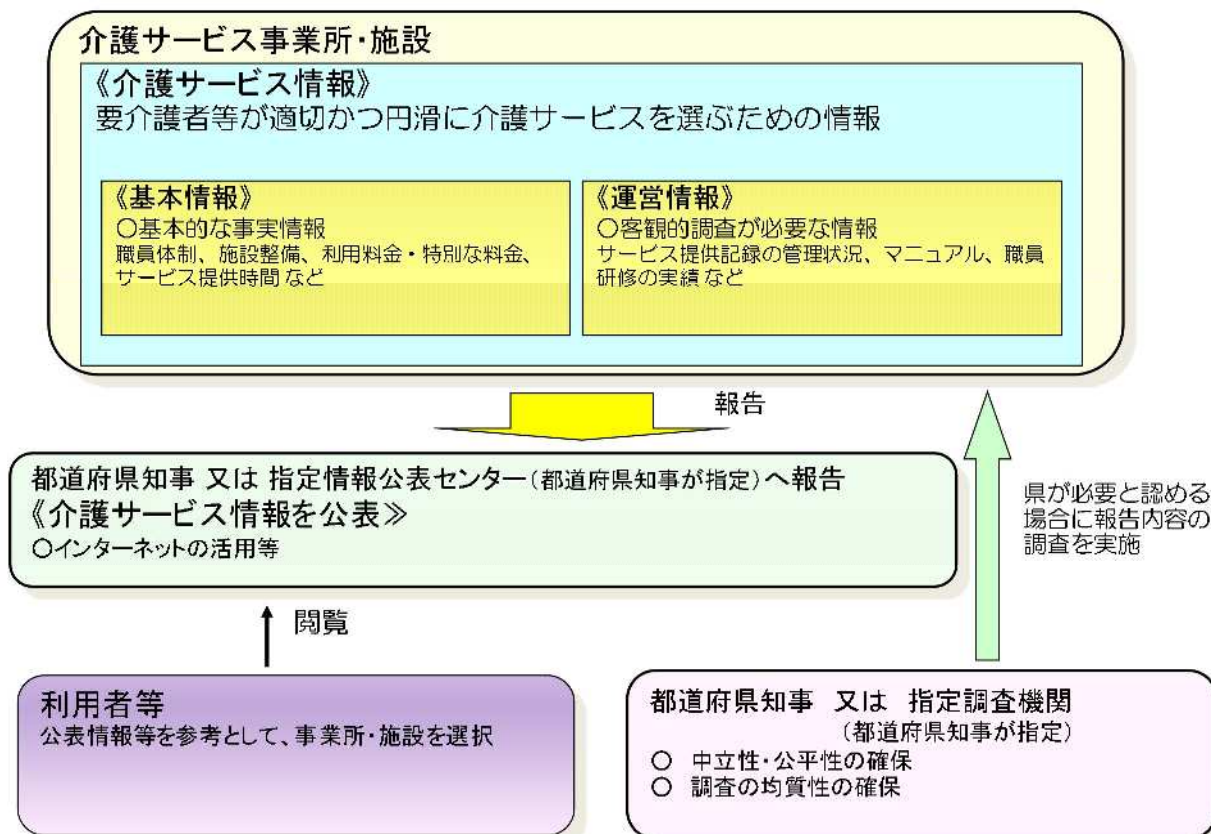 介護サービス事業所・施設
《介護サービス情報》
要介護者等が適切かつ円滑に介護サービスを選ぶための情報
《基本情報》
○基本的な事実情報
職員体制、施設整備、利用料金・特別な料金、
サービス提供時間 など
《運営情報》
○客観的調査が必要な情報
サービス提供記録の管理状況、マニュアル、職員
研修の実績 など
報告
都道府県知事 又は 指定情報公表センター(都道府県知事が指定)へ報告
《介護サービス情報を公表≫
○インターネットの活用等
県が必要と認める
場合に報告内容の
調査を実施
閲覧
利用者等
公表情報等を参考として、事業所・施設を選択
都道府県知事 又は 指定調査機関
(都道府県知事が指定)
○ 中立性・公平性の確保
○ 調査の均質性の確保